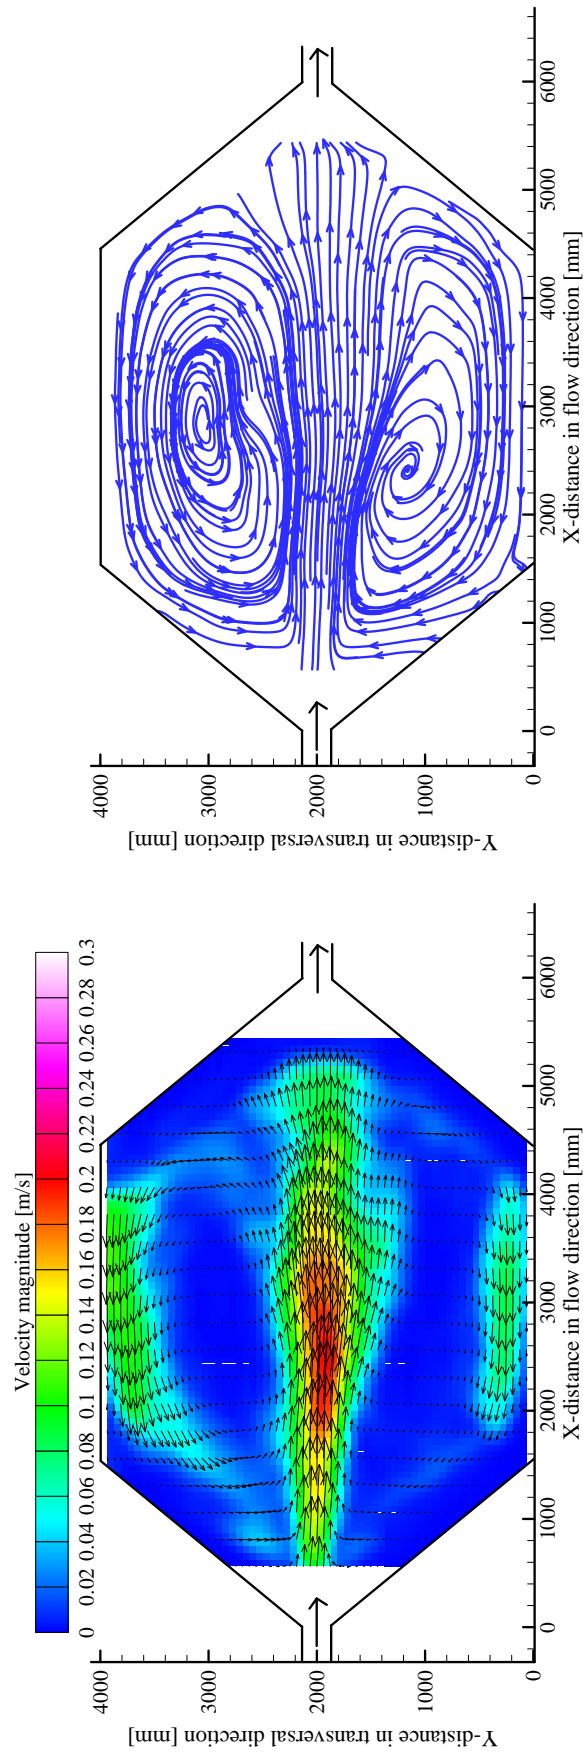 Velocity magnitude [m/s]
0 0.02 0.04 0.06 0.08 0.1 0.12 0.14 0.16 0.18 0.2 0.22 0.24 0.26 0.28 0.3
Y-distance in transversal direction [mm]
4000
3000
2000
1000
0
0 1000 2000 3000 4000 5000 6000
X-distance in flow direction [mm]
Y-distance in transversal direction [mm]
4000
3000
2000
1000
0
0 1000 2000 3000 4000 5000 6000
X-distance in flow direction [mm]